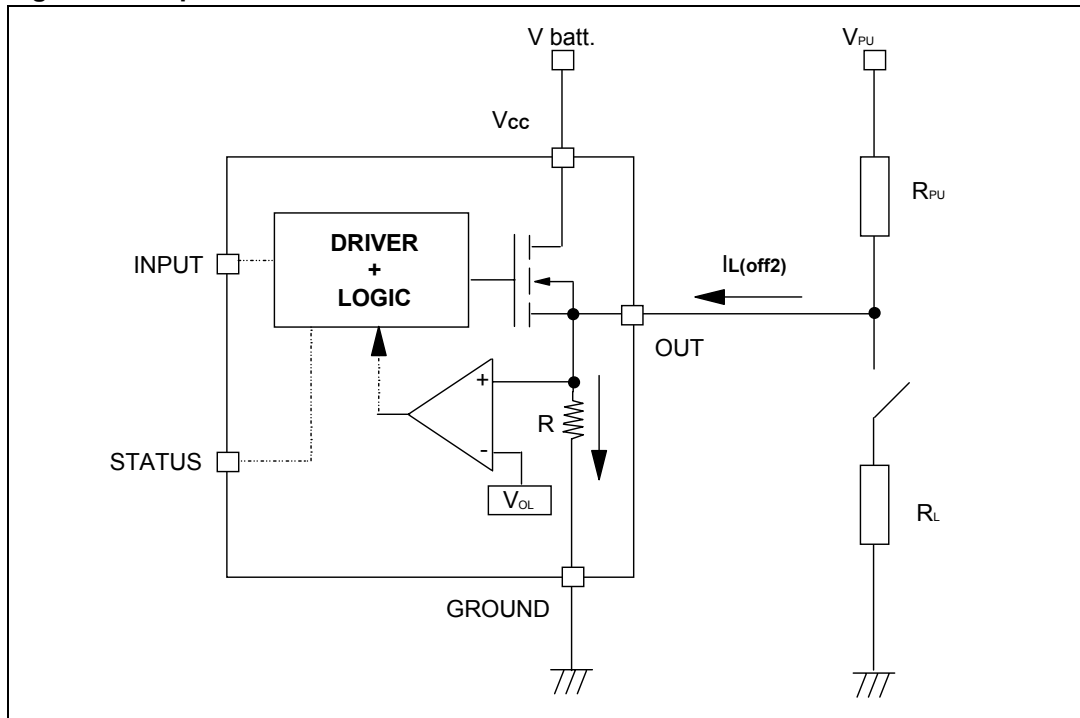 V batt.
VPU
Vcc
RPU
DRIVER
+
LOGIC
INPUT
IL(off2)
OUT
+
R
-
STATUS
VOL
RL
GROUND